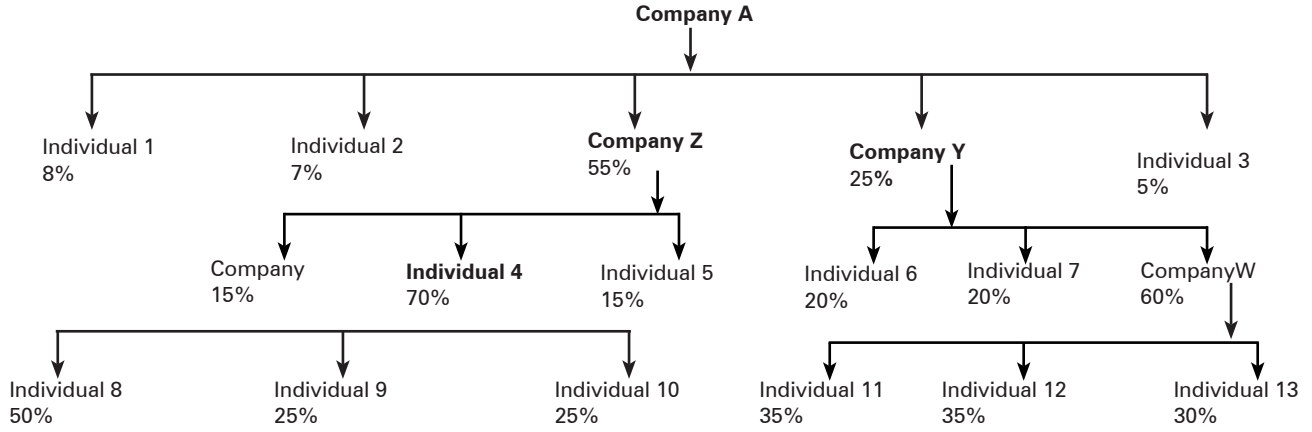 Company A
Individual 1
8%
Individual 2
7%
Company Z
55%
Company Y
25%
Individual 3
5%
Company
15%
Individual 4
70%
Individual 5
15%
Individual 6
20%
Individual 7
20%
CompanyW
60%
Individual 8
50%
Individual 9
25%
Individual 10
25%
Individual 11
35%
Individual 12
35%
Individual 13
30%